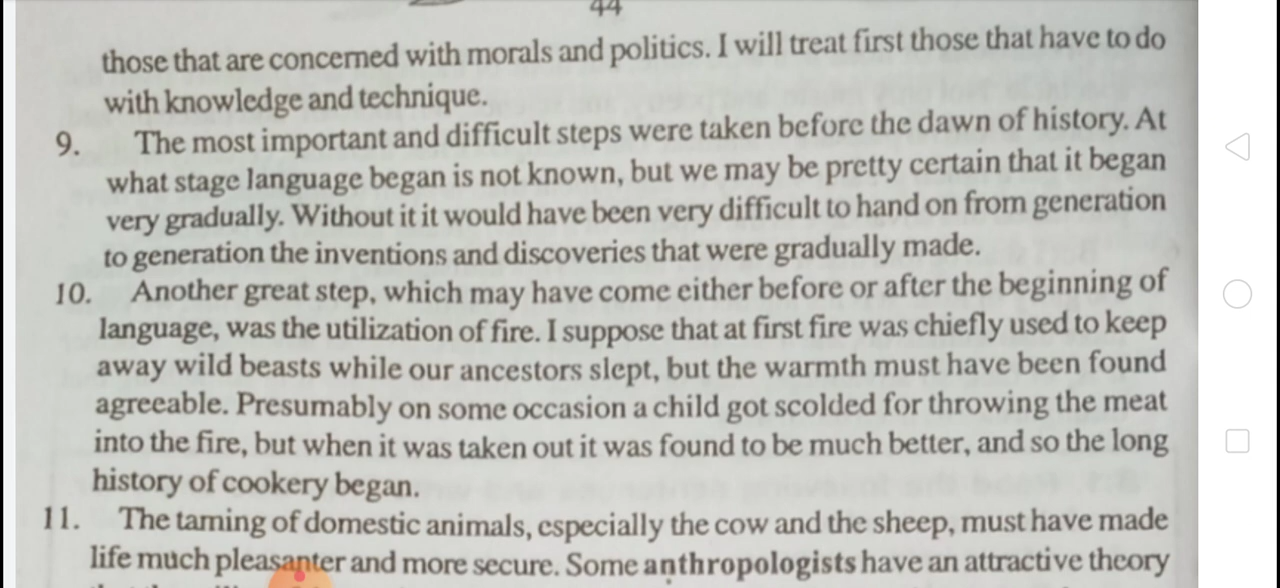 44
those that are concerned with morals and politics. I will treat first those that have to do
with knowledge and technique.
9. The most important and difficult steps were taken before the dawn of history. At
what stage language began is not known, but we may be pretty certain that it began
very gradually. Without it it would have been very difficult to hand on from generation
to generation the inventions and discoveries that were gradually made.
10. Another great step, which may have come either before or after the beginning of
language, was the utilization of fire. I suppose that at first fire was chiefly used to keep
away wild beasts while our ancestors slept, but the warmth must have been found
agreeable. Presumably on some occasion a child got scolded for throwing the meat
into the fire, but when it was taken out it was found to be much better, and so the long
history of cookery began.
11. The taming of domestic animals, especially the cow and the sheep, must have made
life much pleasanter and more secure. Some anthropologists have an attractive theory